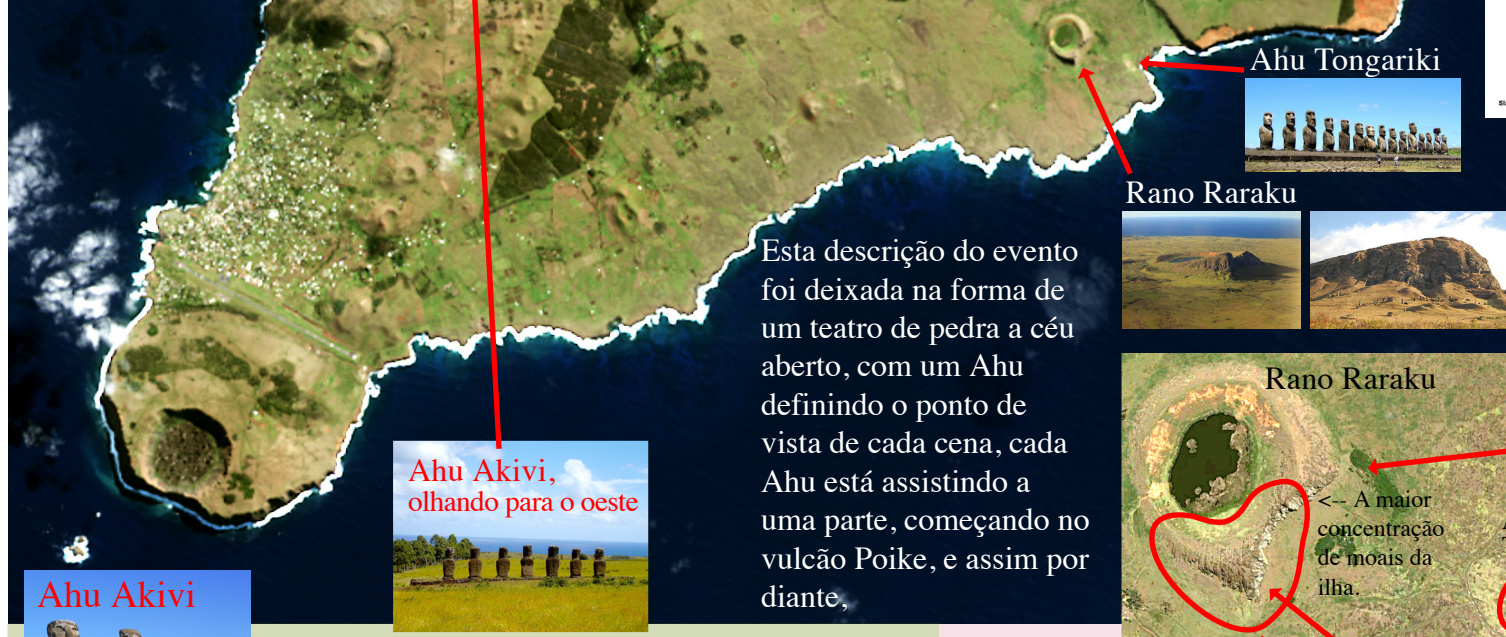 Ahu Tongariki
Rano Raraku
Esta descrição do evento
foi deixada na forma de
um teatro de pedra a céu
aberto, com um Ahu
definindo o ponto de
vista de cada cena, cada
Ahu está assistindo a
uma parte, começando no
vulcão Poike, e assim por
diante,
Ahu Akivi,
olhando para o oeste
Ahu Akivi
Rano Raraku
<-- A maior
concentração
de moais da
ilha.